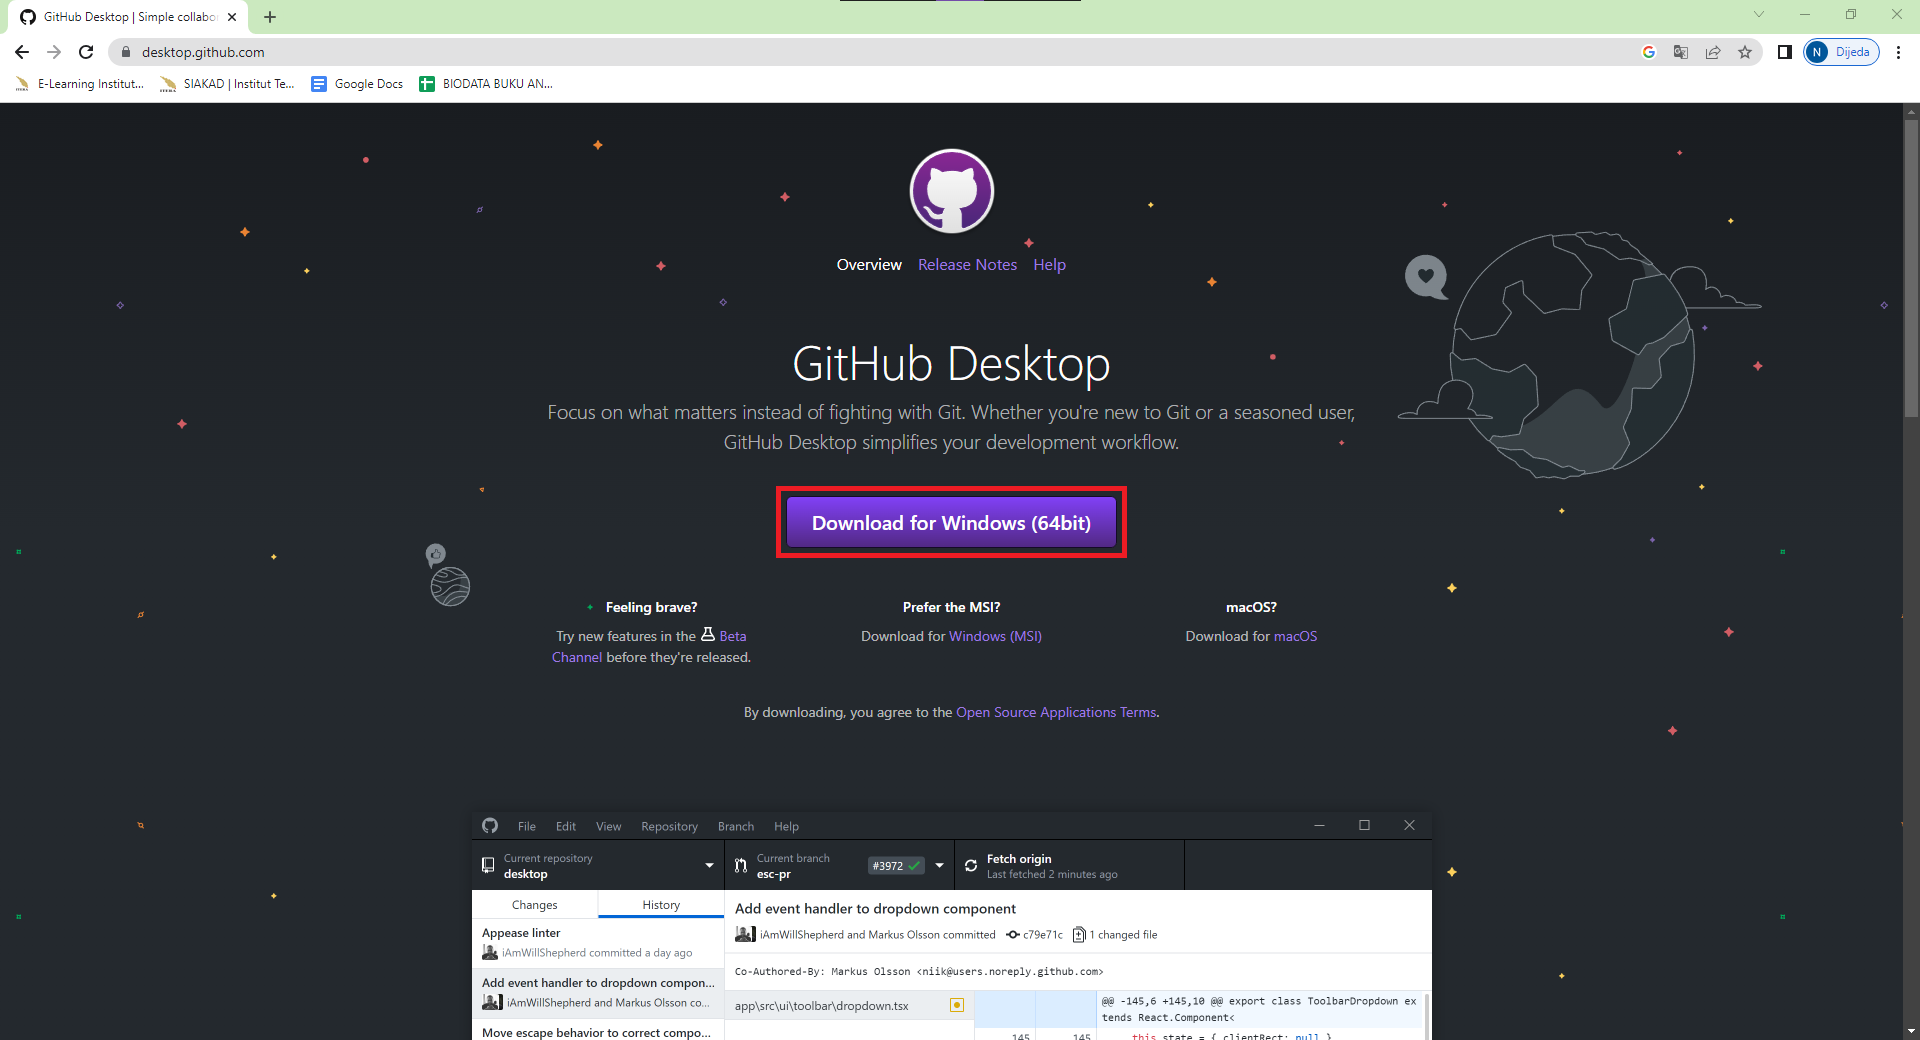 GitHub Desktop | Simple collabo
desktop.github.com
N Dijeda
E-Learning Institut... SIAKAD | Institut Te... Google Docs BIODATA BUKU AN...
Overview Release Notes Help
GitHub Desktop
Focus on what matters instead of fighting with Git. Whether you're new to Git or a seasoned user,
GitHub Desktop simplifies your development workflow.
Download for Windows (64bit)
Feeling brave?
Try new features in the Beta
Channel before they're released.
Prefer the MSI?
Download for Windows (MSI)
macOS?
Download for macOS
By downloading, you agree to the Open Source Applications Terms.
File Edit View Repository Branch Help
Current repository
desktop
Current branch
esc-pr
#3972
Fetch origin
Last fetched 2 minutes ago
Changes History
Appease linter
iAmWillShepherd committed a day ago
Add event handler to dropdown compon...
iAmWillShepherd and Markus Olsson co...
Move escape behavior to correct compo...
Add event handler to dropdown component
iAmWillShepherd and Markus Olsson committed c79e71c 1 changed file
Co-Authored-By: Markus Olsson <niik@users.noreply.github.com>
app\src\ui\toolbar\dropdown.tsx
@@ -145,6 +145,10 @@ export class ToolbarDropdown ex
tends React.Component<
145 145 this.state = { clientRect: null }